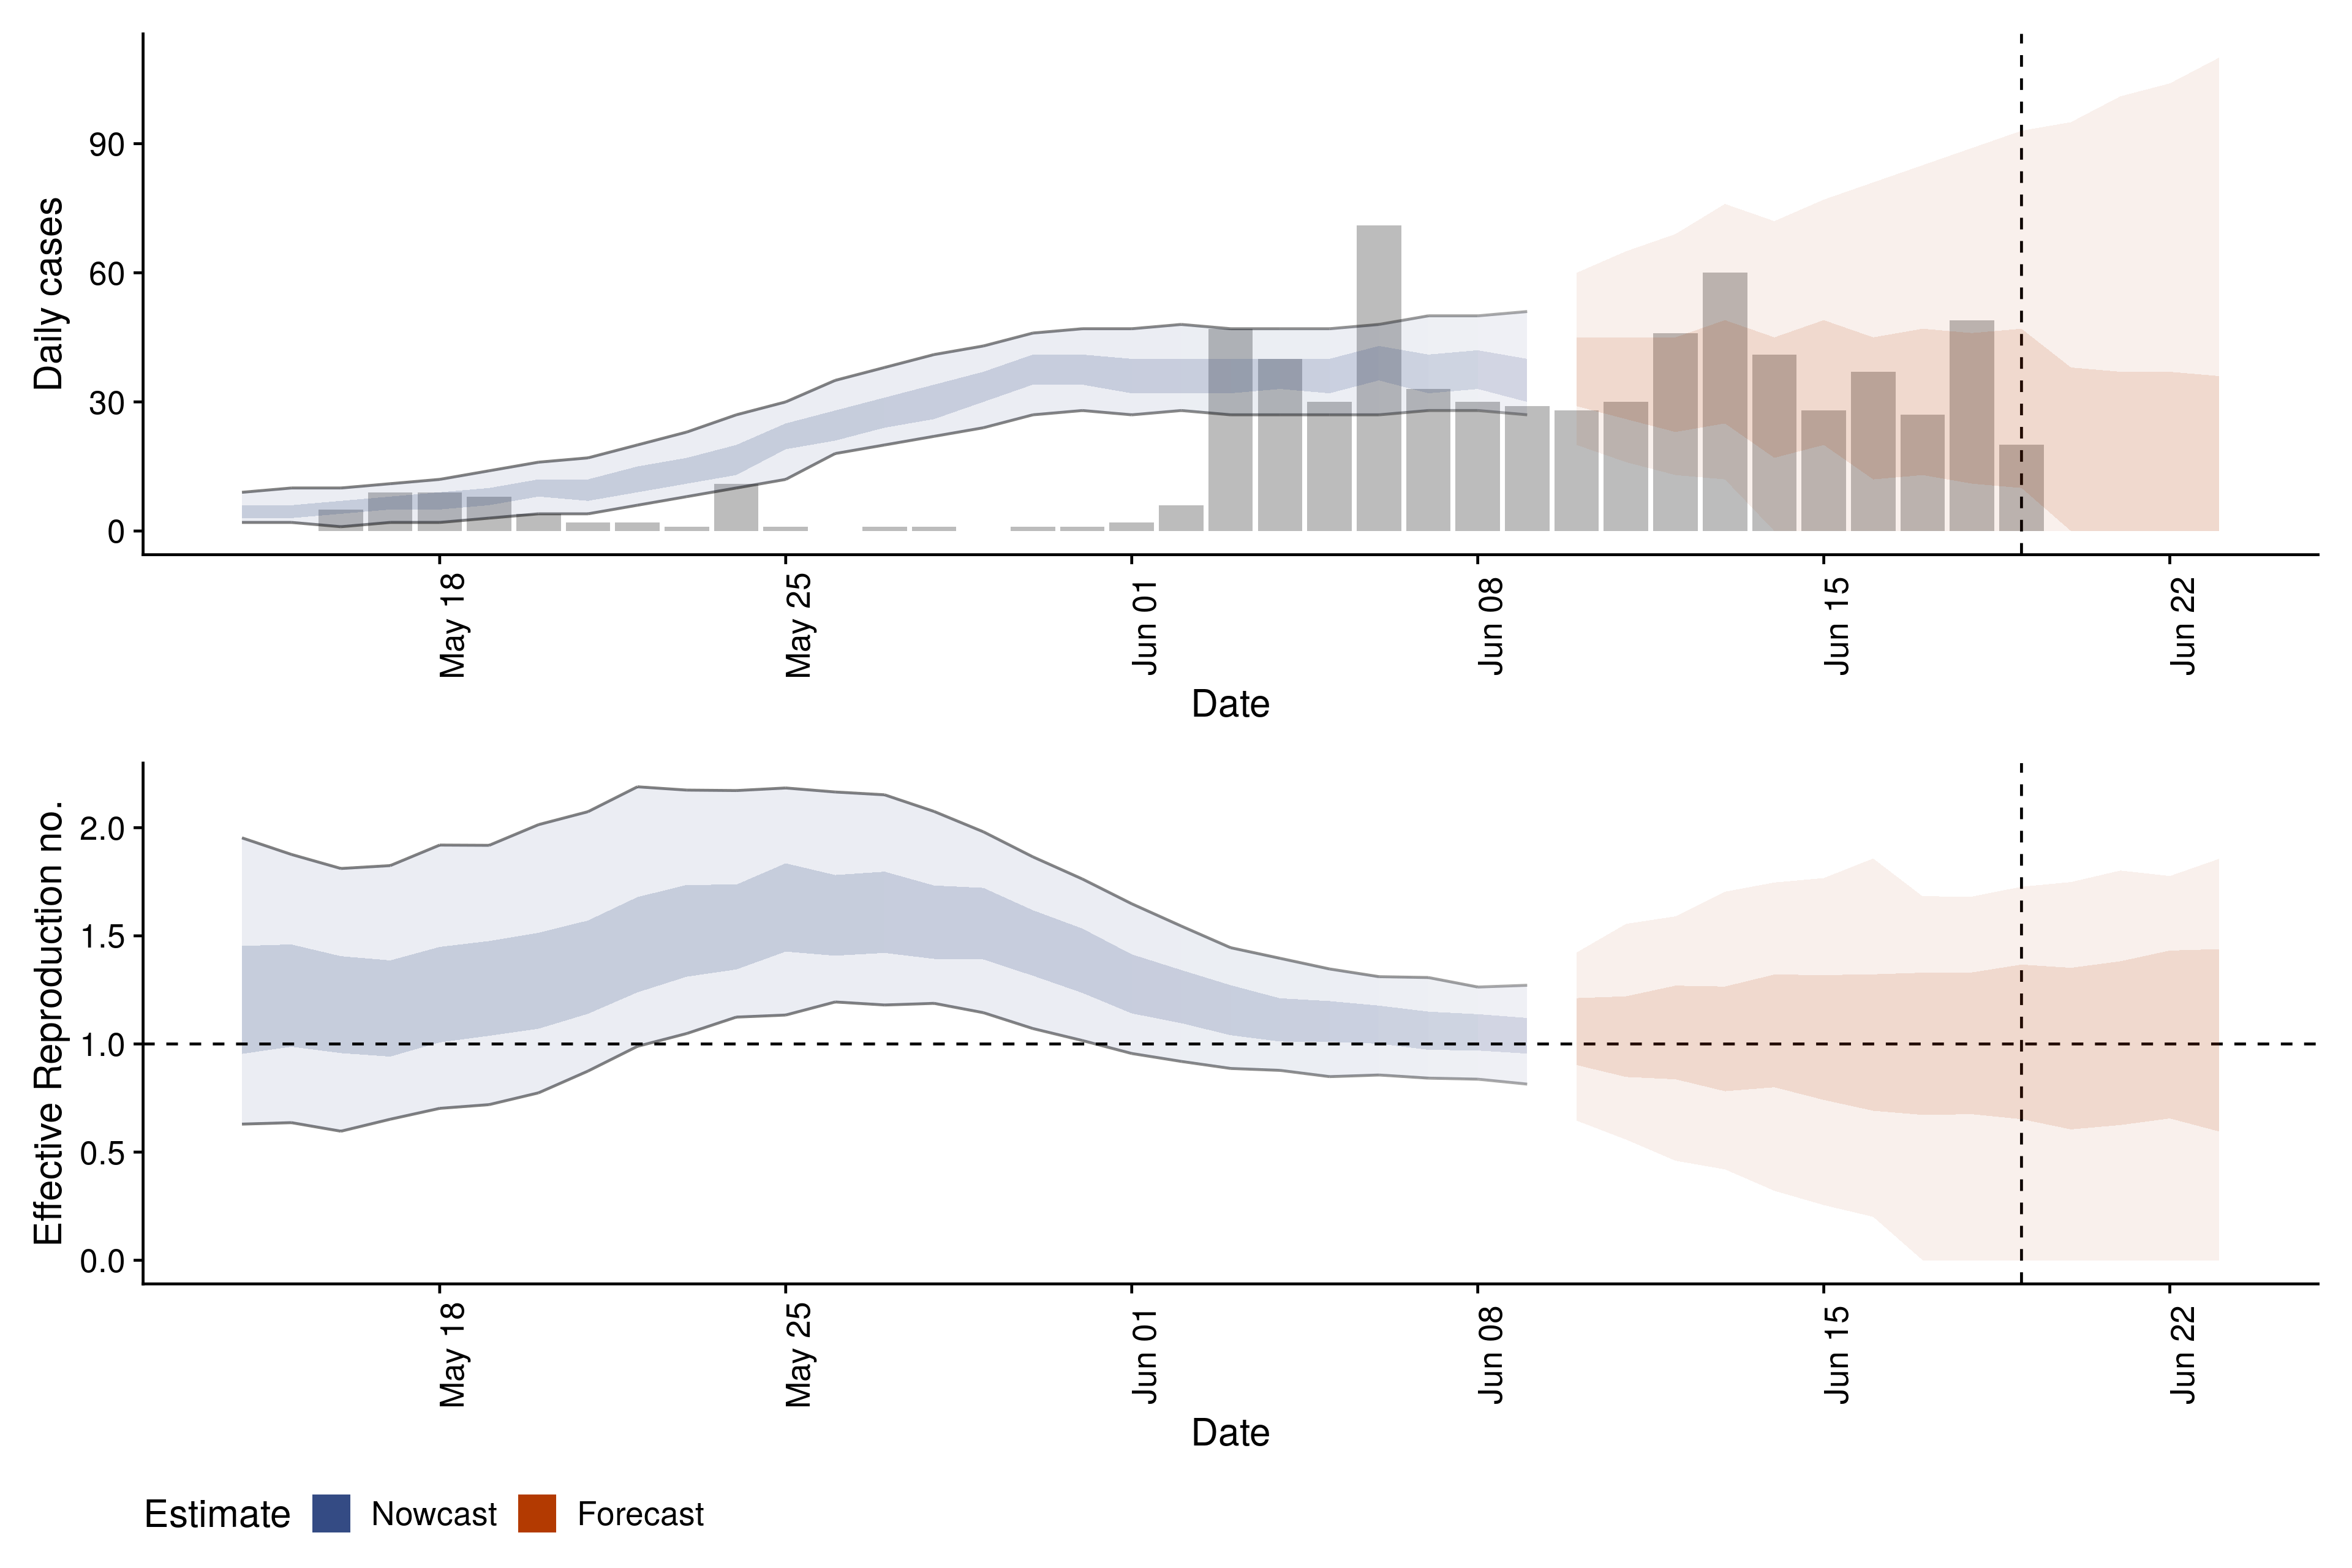 Daily cases
90
60
30
0
May 18
May 25
Jun 01
Jun 08
Jun 15
Jun 22
Date
Effective Reproduction no.
2.0
1.5
1.0
0.5
0.0
May 18
May 25
Jun 01
Jun 08
Jun 15
Jun 22
Date
Estimate Nowcast Forecast